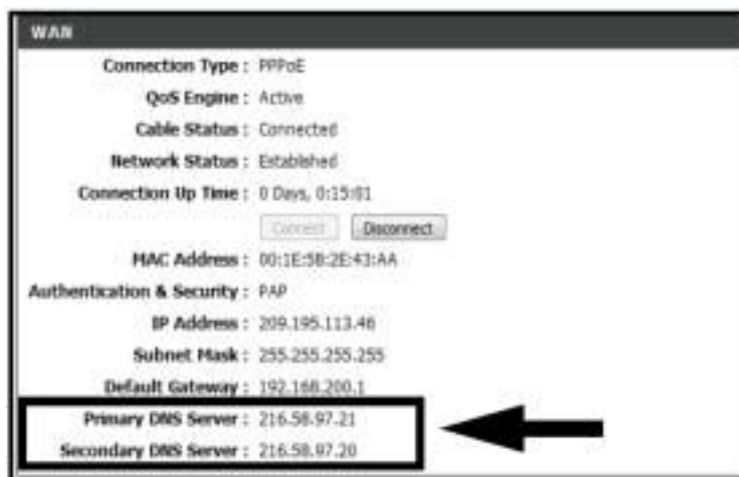 WAN
Connection Type : PPPoE
QoS Engine : Active
Cable Status : Connected
Network Status : Established
Connection Up Time : 0 Days, 0:15:01
Connect Disconnect
MAC Address : 00:1E:58:2E:43:AA
Authentication & Security : PAP
IP Address : 209.195.113.46
Subnet Mask : 255.255.255.255
Default Gateway : 192.168.200.1
Primary DNS Server : 216.58.97.21
Secondary DNS Server : 216.58.97.20